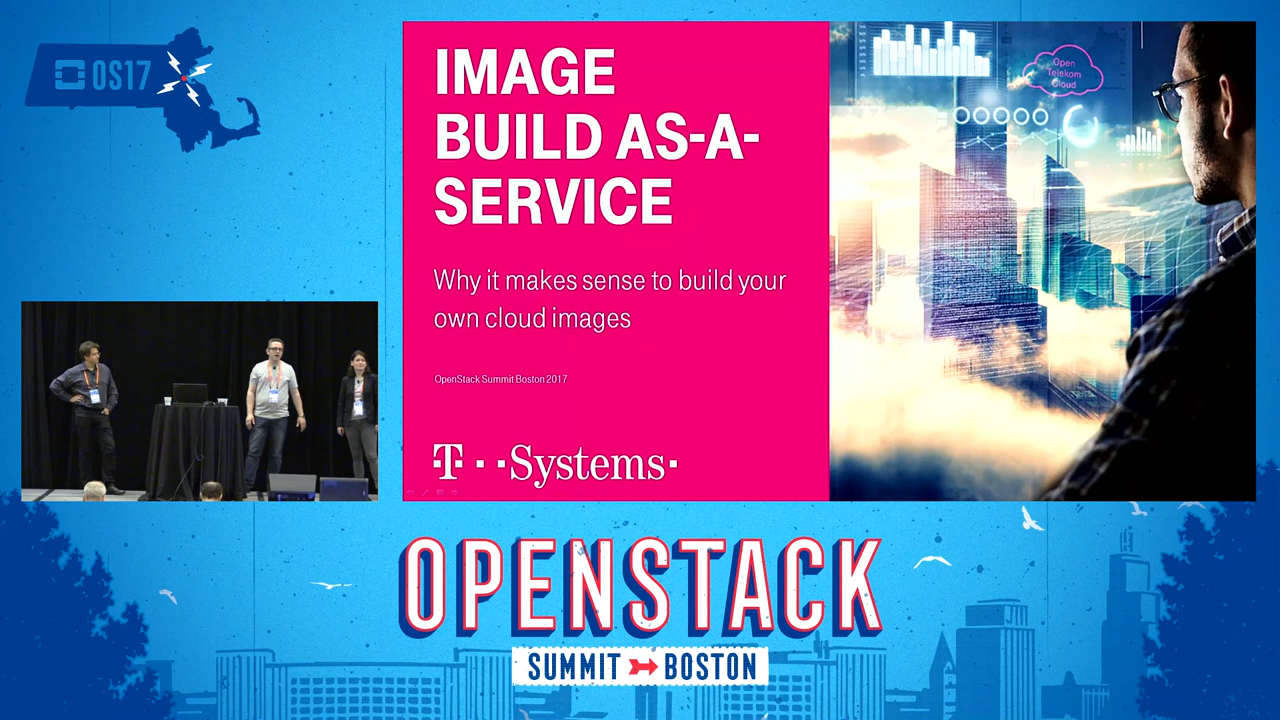 OS17
IMAGE
BUILD AS-A-
SERVICE
Why it makes sense to build your
own cloud images
OpenStack Summit Boston 2017
T··Systems·
Open
Telekom
Cloud
OPENSTACK
SUMMIT BOSTON